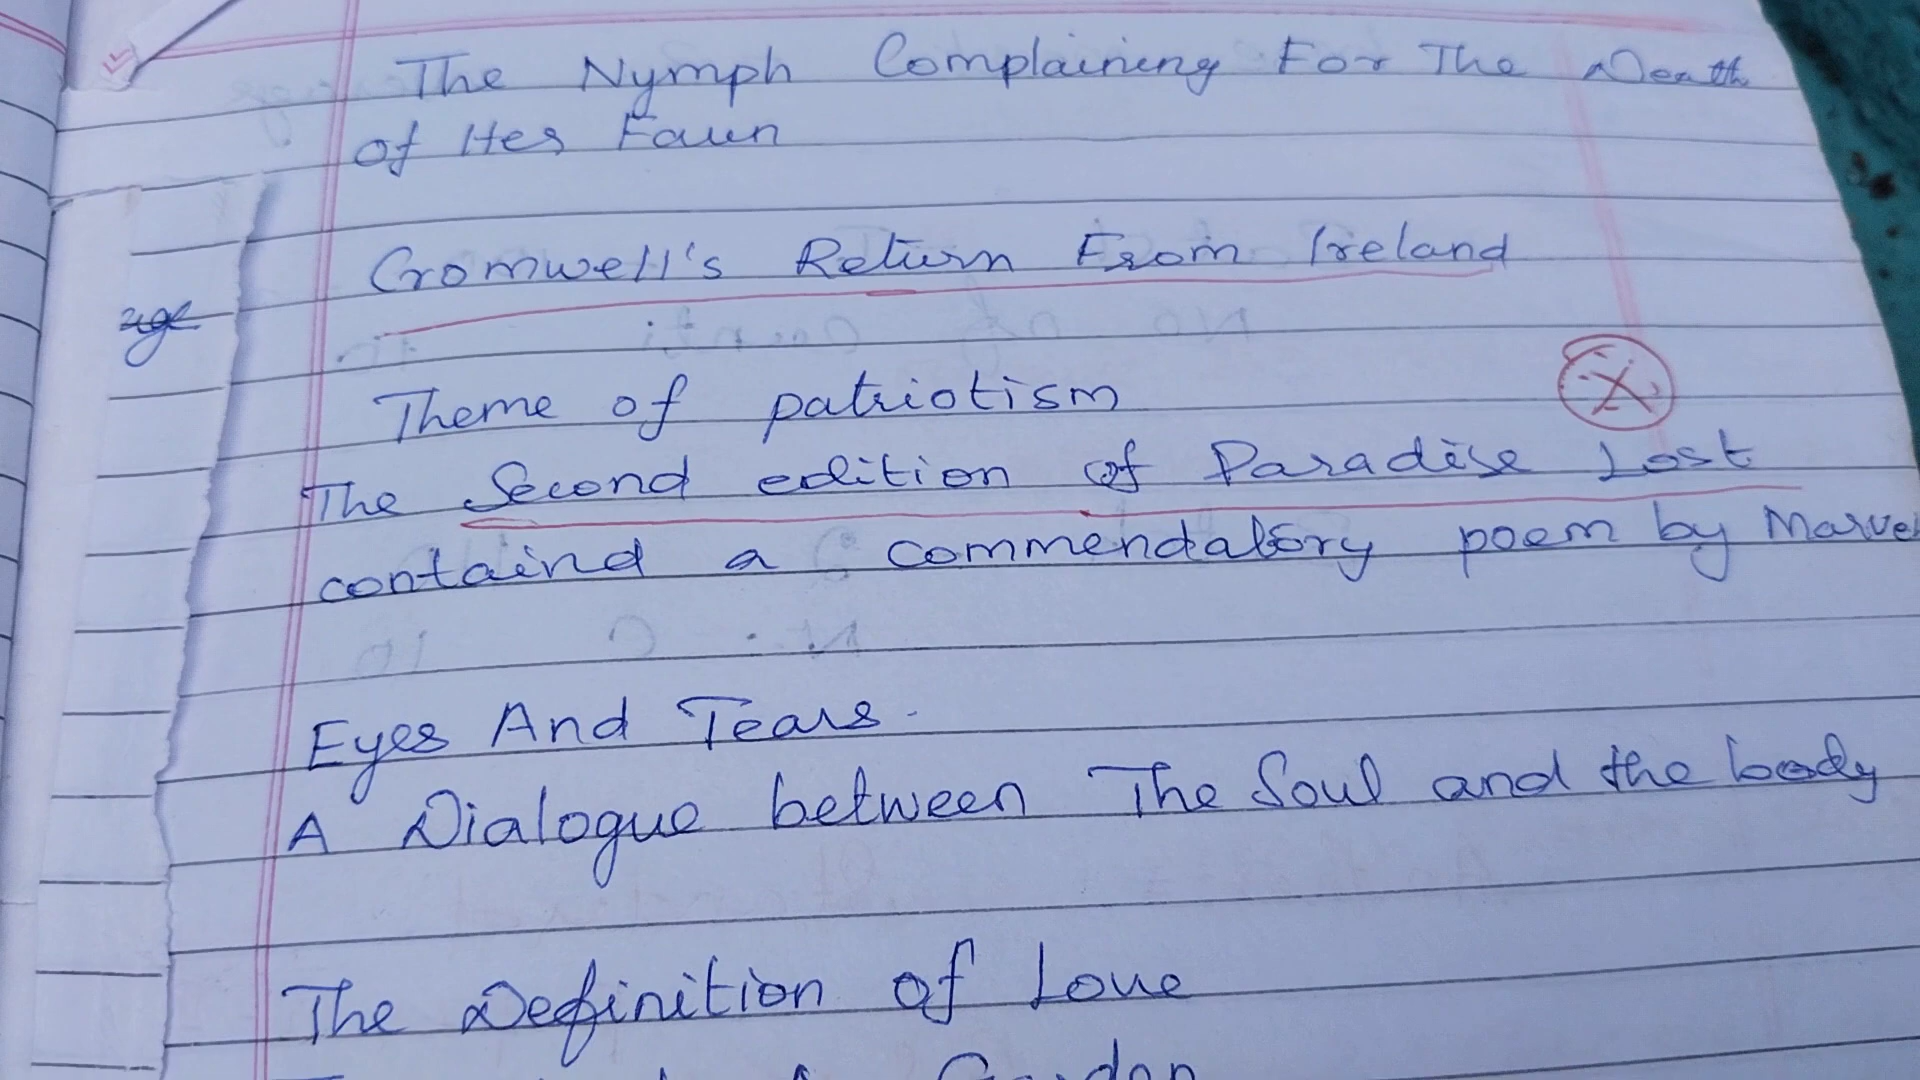 The Nymph Complaining For The Death
of Her Faun
Cromwell's Return From Ireland
Theme of patriotism
The Second edition of Paradise Lost
containd a commendatory poem by Marvel
Eyes And Tears.
A Dialogue between The Soul and the body
The Definition of Love